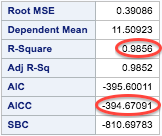 Root MSE 0.39086
Dependent Mean 11.50923
R-Square 0.9856
Adj R-Sq 0.9852
AIC -395.60011
AICC -394.67091
SBC -810.69783